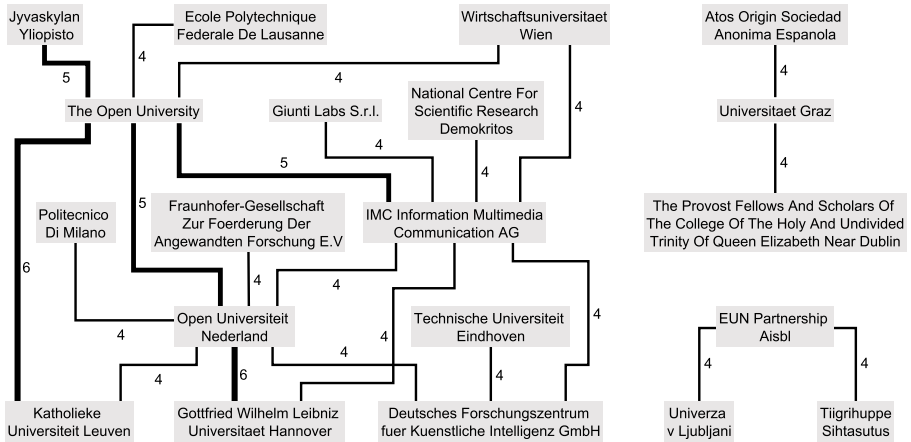 Jyvaskylan
Yliopisto
Ecole Polytechnique
Federale De Lausanne
Wirtschaftsuniversitaet
Wien
Atos Origin Sociedad
Anonima Espanola
4
5
4
4
4
The Open University
Giunti Labs S.r.l.
National Centre For
Scientific Research
Demokritos
Universitaet Graz
4
5
4
4
Politecnico
Di Milano
Fraunhofer-Gesellschaft
Zur Foerderung Der
Angewandten Forschung E.V
5
IMC Information Multimedia
Communication AG
The Provost Fellows And Scholars Of
The College Of The Holy And Undivided
Trinity Of Queen Elizabeth Near Dublin
6
4
4
4
Open Universiteit
Nederland
Technische Universiteit
Eindhoven
EUN Partnership
Aisbl
4
4
4
4
6
4
4
4
Katholieke
Universiteit Leuven
Gottfried Wilhelm Leibniz
Universitaet Hannover
Deutsches Forschungszentrum
fuer Kuenstliche Intelligenz GmbH
Univerza
v Ljubljani
Tiigrihuppe
Sihtasutus